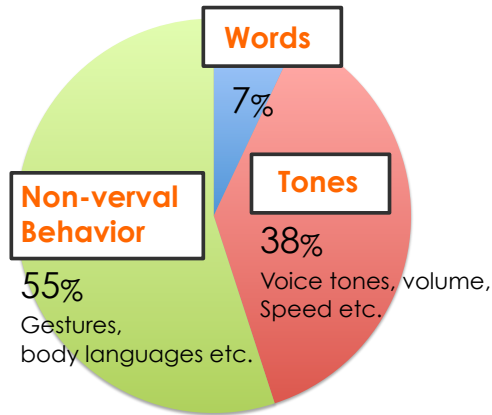 Words
7%
Tones
38%
Voice tones, volume,
Speed etc.
Non-verval
Behavior
55%
Gestures,
body languages etc.